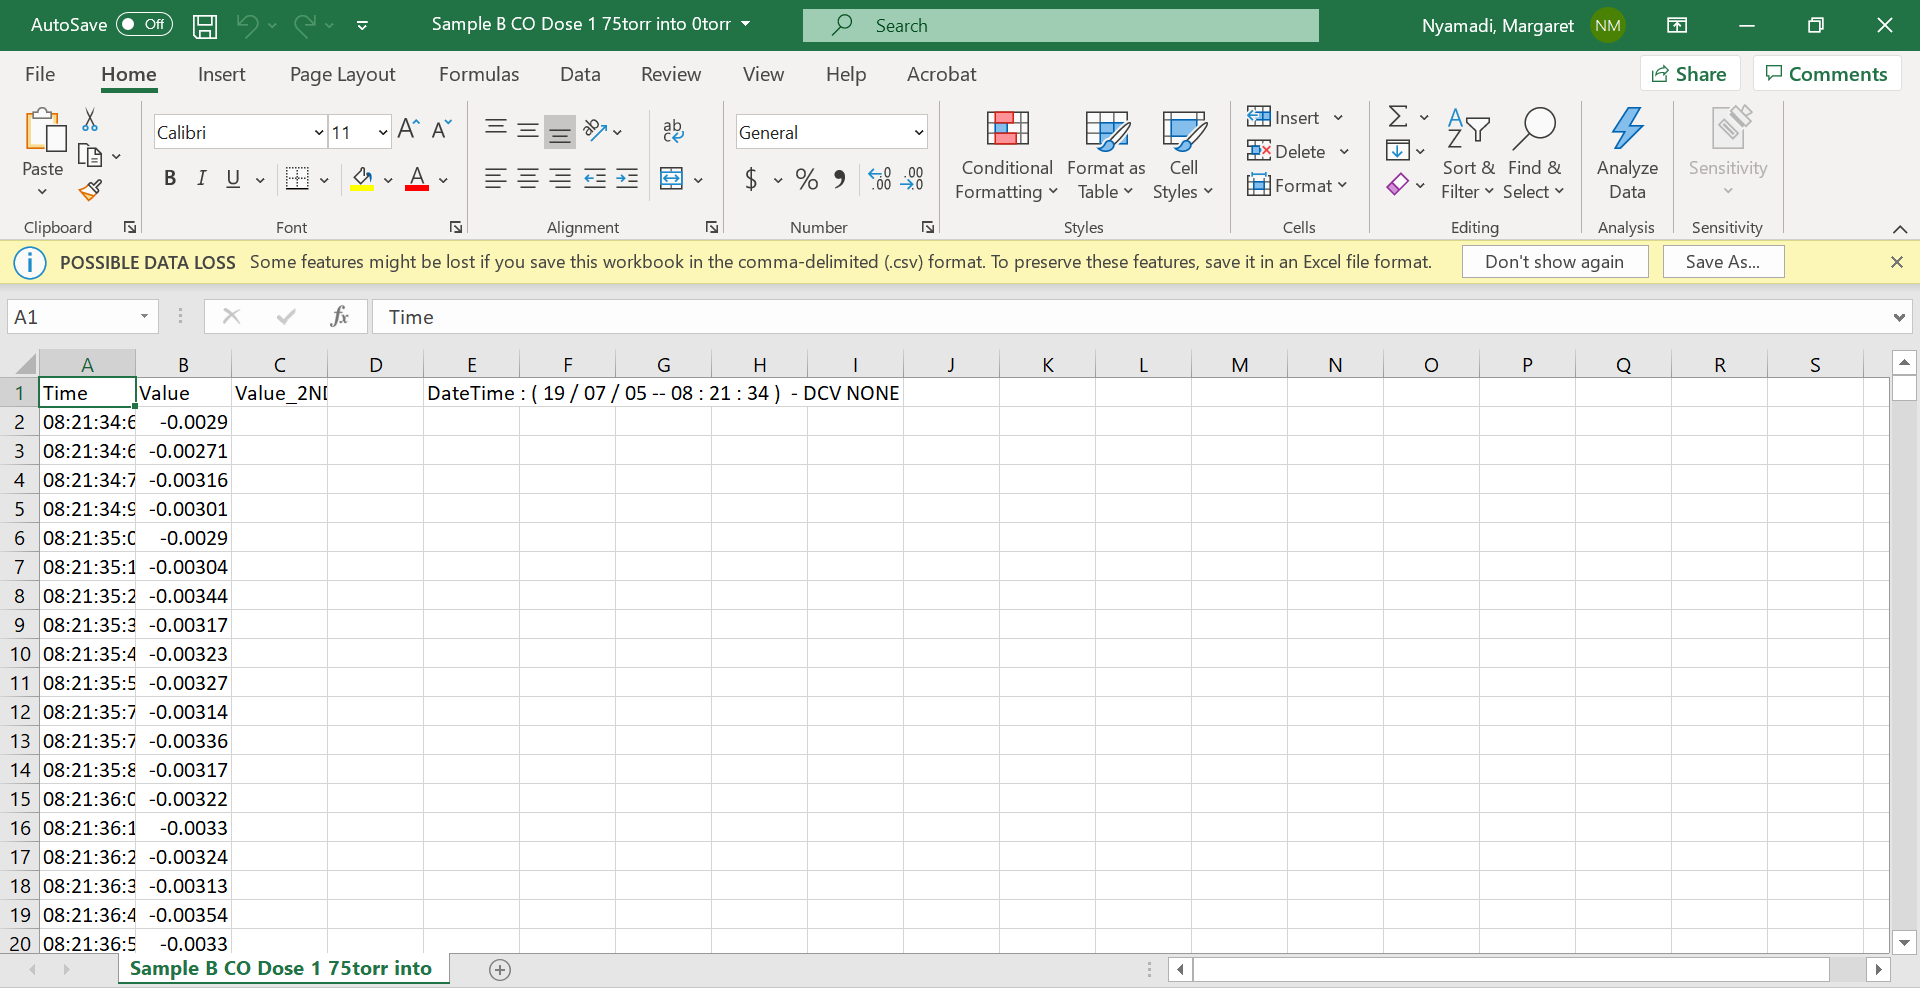 AutoSave Off Sample B CO Dose 1 75torr into 0torr Search Nyamadi, Margaret NM
File Home Insert Page Layout Formulas Data Review View Help Acrobat Share Comments
Paste
Clipboard
Calibri 11
B I U A
Font
ab
Alignment
General
$ % 9 .00 .00
Number
Conditional Formatting
Format as Table
Cell Styles
Styles
Insert
Delete
Format
Cells
Sort & Filter
Find & Select
Editing
Analyze Data
Analysis
Sensitivity
Sensitivity
POSSIBLE DATA LOSS Some features might be lost if you save this workbook in the comma-delimited (.csv) format. To preserve these features, save it in an Excel file format. Don't show again Save As...
A1 fx Time
A B C D E F G H I J K L M N O P Q R S
1 Time Value Value_2ND DateTime : ( 19 / 07 / 05 -- 08 : 21 : 34 ) - DCV NONE
2 08:21:34:6 -0.0029
3 08:21:34:6 -0.00271
4 08:21:34:7 -0.00316
5 08:21:34:9 -0.00301
6 08:21:35:0 -0.0029
7 08:21:35:1 -0.00304
8 08:21:35:2 -0.00344
9 08:21:35:3 -0.00317
10 08:21:35:4 -0.00323
11 08:21:35:5 -0.00327
12 08:21:35:7 -0.00314
13 08:21:35:7 -0.00336
14 08:21:35:8 -0.00317
15 08:21:36:0 -0.00322
16 08:21:36:1 -0.0033
17 08:21:36:2 -0.00324
18 08:21:36:3 -0.00313
19 08:21:36:4 -0.00354
20 08:21:36:5 -0.0033
Sample B CO Dose 1 75torr into